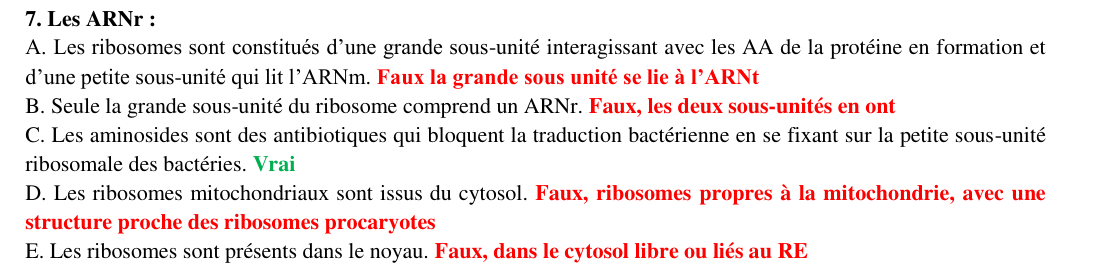 7. Les ARNr :
A. Les ribosomes sont constitués d’une grande sous-unité interagissant avec les AA de la protéine en formation et
d’une petite sous-unité qui lit l’ARNm. Faux la grande sous unité se lie à l’ARNt
B. Seule la grande sous-unité du ribosome comprend un ARNr. Faux, les deux sous-unités en ont
C. Les aminosides sont des antibiotiques qui bloquent la traduction bactérienne en se fixant sur la petite sous-unité
ribosomale des bactéries. Vrai
D. Les ribosomes mitochondriaux sont issus du cytosol. Faux, ribosomes propres à la mitochondrie, avec une
structure proche des ribosomes procaryotes
E. Les ribosomes sont présents dans le noyau. Faux, dans le cytosol libre ou liés au RE